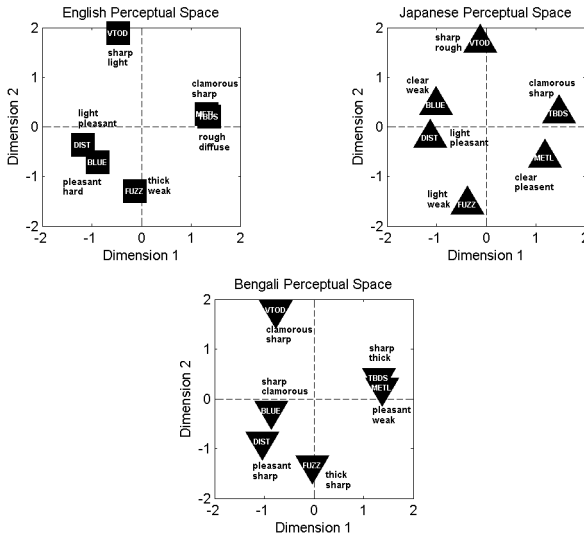 English Perceptual Space
2
VTOD
sharp
light
1
clamorous
sharp
light
pleasant
METL
TBDS
0
rough
diffuse
DIST
BLUE
pleasant
hard
-1
thick
weak
FUZZ
-2
-2 -1 0 1 2
Dimension 1
Dimension 2
Japanese Perceptual Space
2
sharp
rough
VTOD
1
clear
weak
BLUE
clamorous
sharp
TBDS
0
DIST
light
pleasant
METL
clear
pleasent
-1
light
weak
FUZZ
-2
-2 -1 0 1 2
Dimension 1
Dimension 2
Bengali Perceptual Space
2
VTOD
clamorous
sharp
1
sharp
thick
TBDS
METL
sharp
clamorous
0
BLUE
pleasant
weak
DIST
-1
pleasant
sharp
FUZZ
thick
sharp
-2
-2 -1 0 1 2
Dimension 1
Dimension 2